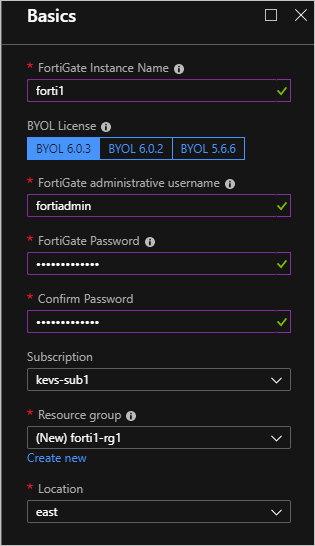 Basics
* FortiGate Instance Name
forti1
BYOL License
BYOL 6.0.3 BYOL 6.0.2 BYOL 5.6.6
* FortiGate administrative username
fortiadmin
* FortiGate Password
•••••••••••••
* Confirm Password
•••••••••••••
Subscription
kevs-sub1
* Resource group
(New) forti1-rg1
Create new
* Location
east